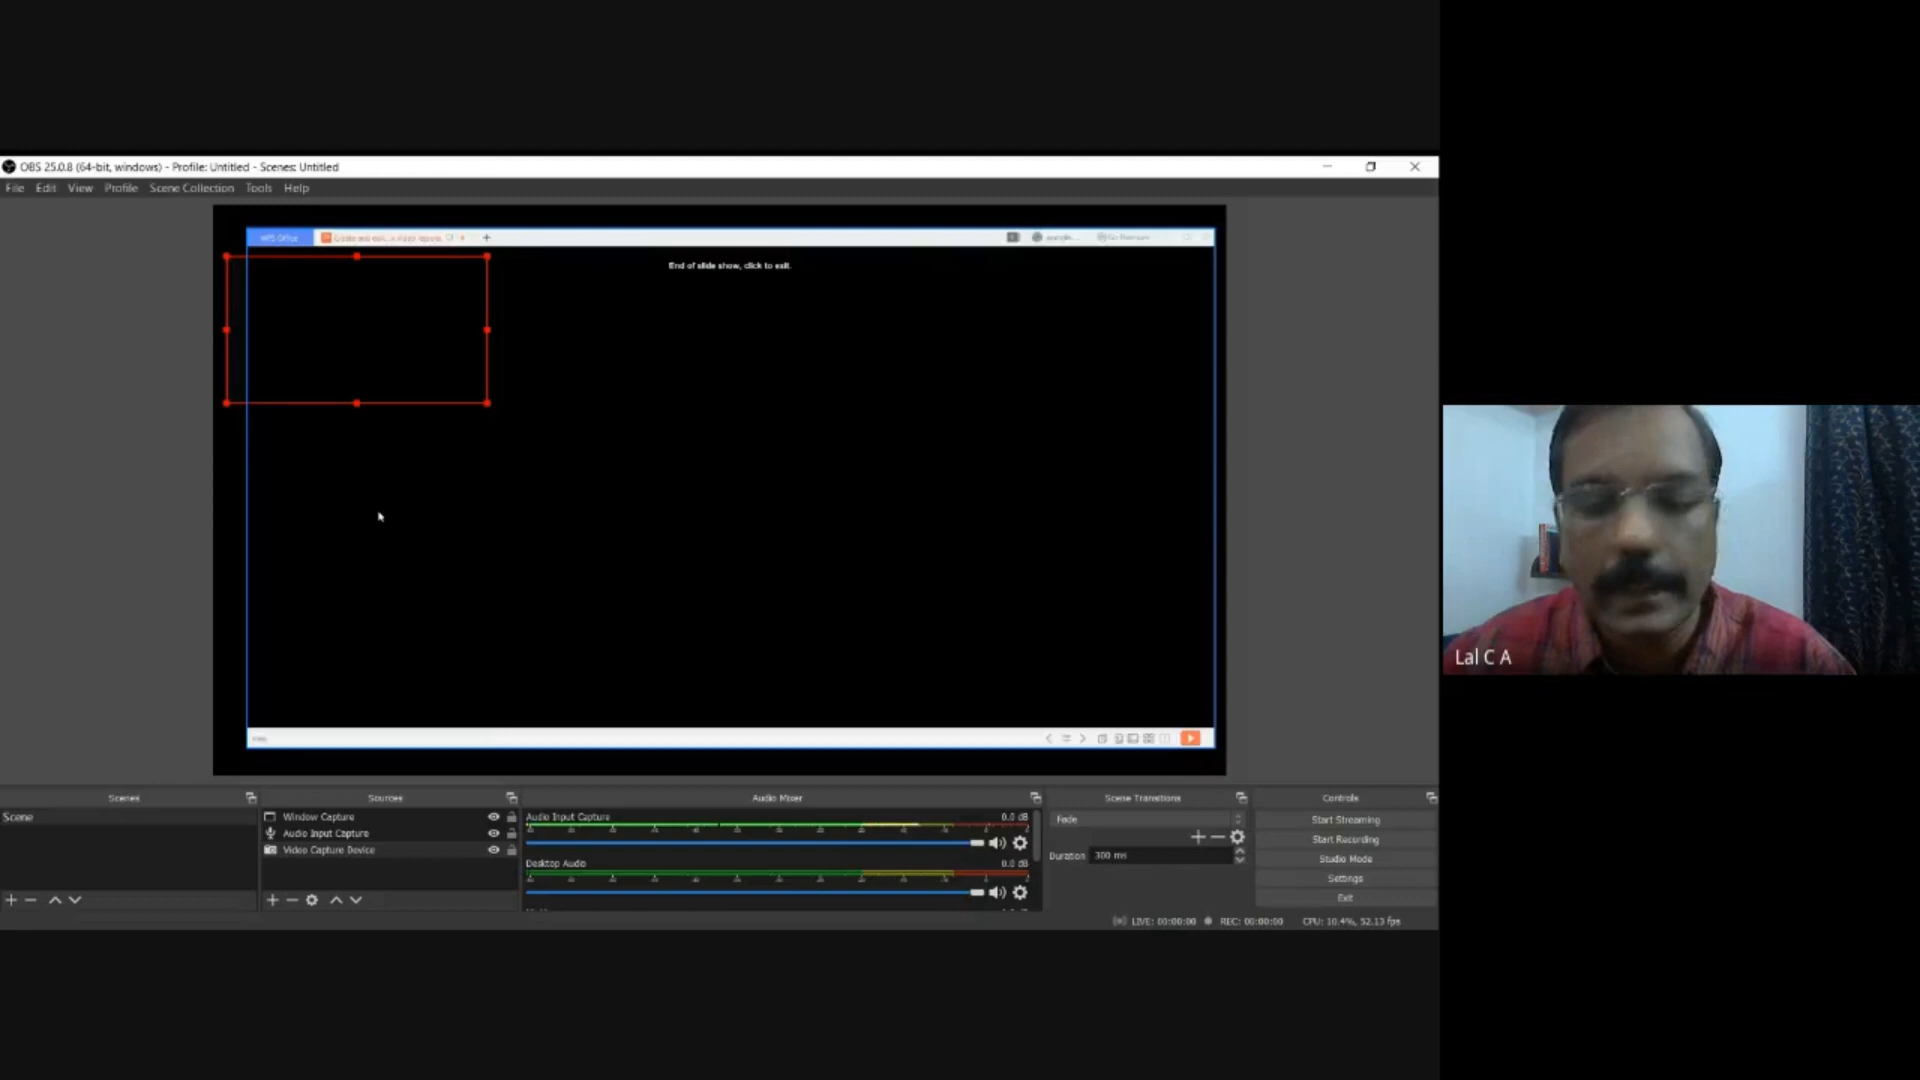 OBS 25.0.8 (64-bit, windows) - Profile: Untitled - Scenes: Untitled
File Edit View Profile Scene Collection Tools Help
WPS Office
End of slide show, click to exit.
Lal C A
Scenes
Scene
Sources
Window Capture
Audio Input Capture
Video Capture Device
Audio Mixer
Audio Input Capture 0.0 dB
Desktop Audio 0.0 dB
Scene Transitions
Fade
Duration 300 ms
Controls
Start Streaming
Start Recording
Studio Mode
Settings
Exit
LIVE: 00:00:00 REC: 00:00:00 CPU: 10.4%, 52.13 fps